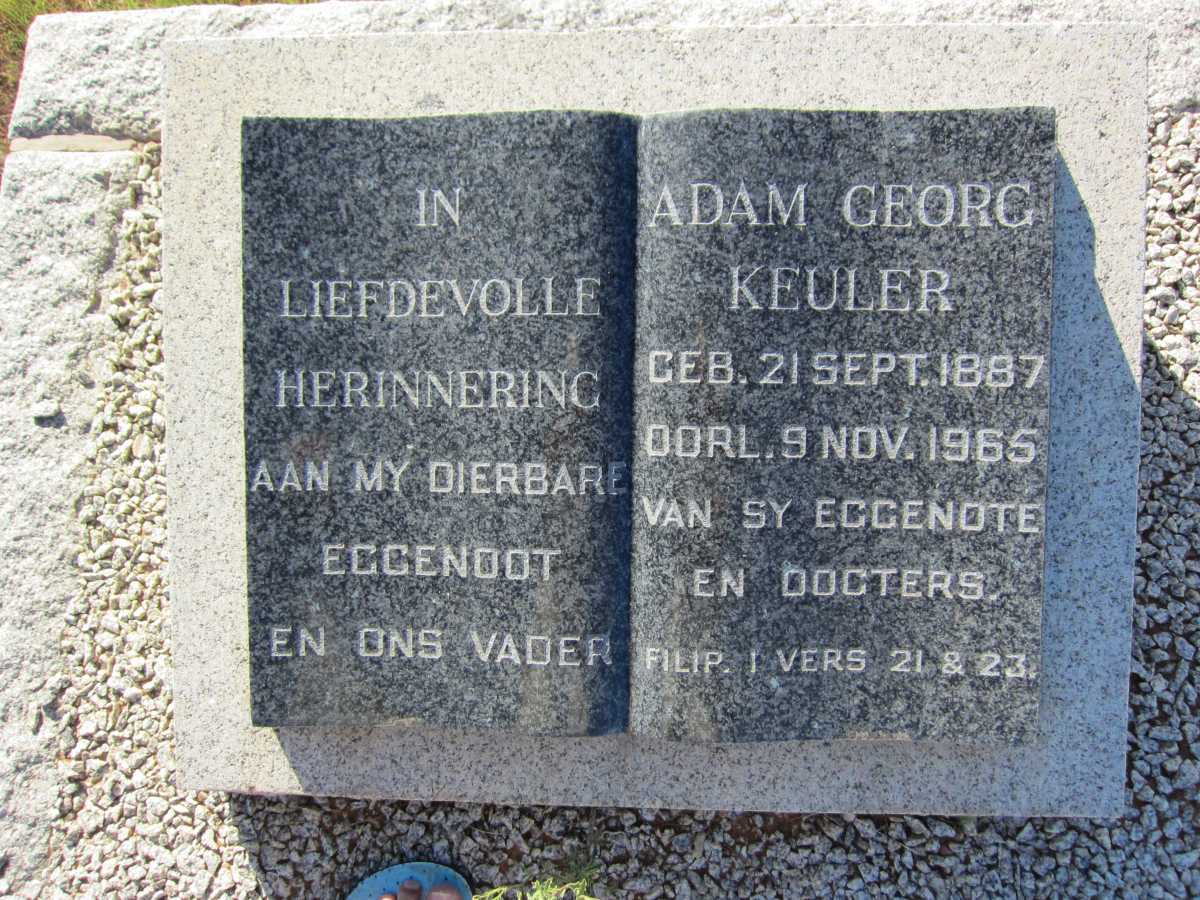 IN
LIEFDEVOLLE
HERINNERING
AAN MY DIERBARE
EGGENOOT
EN ONS VADER
ADAM GEORG
KEULER
GEB. 21 SEPT. 1887
OORL. 9 NOV. 1965
VAN SY EGGENOTE
EN DOGTERS.
FILIP. 1 VERS 21 & 23.